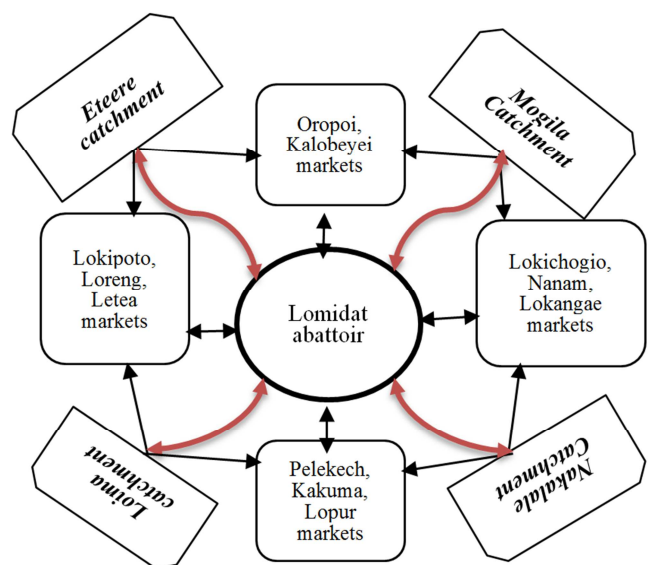 Eteere
catchment
Oropoi,
Kalobeyei
markets
Mogila
Catchment
Lokipoto,
Loreng,
Letea
markets
Lomidat
abattoir
Lokichogio,
Nanam,
Lokangae
markets
Loima
catchment
Pelekech,
Kakuma,
Lopur
markets
Nakalale
Catchment